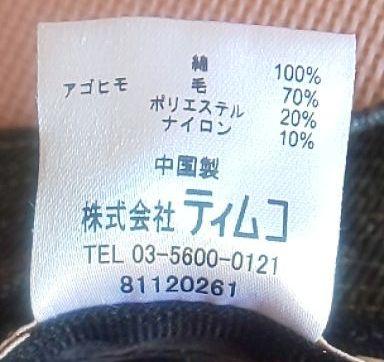 綿 100%
アゴヒモ 毛 70%
ポリエステル 20%
ナイロン 10%
中国製
株式会社 ティムコ
TEL 03-5600-0121
81120261